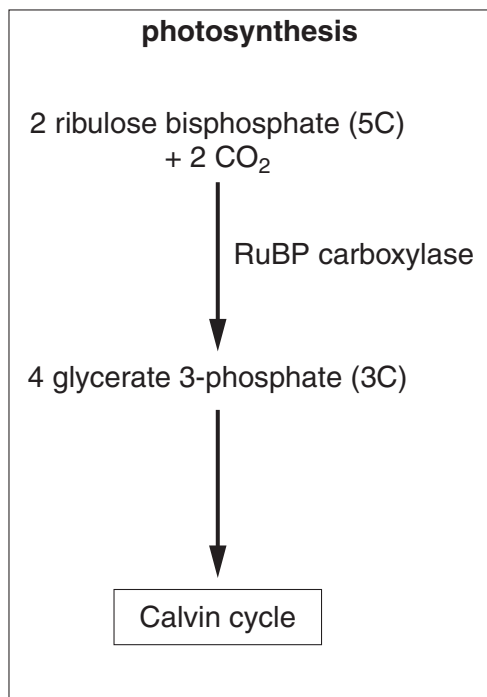 photosynthesis
2 ribulose bisphosphate (5C)
+ 2 CO₂
RuBP carboxylase
4 glycerate 3-phosphate (3C)
Calvin cycle